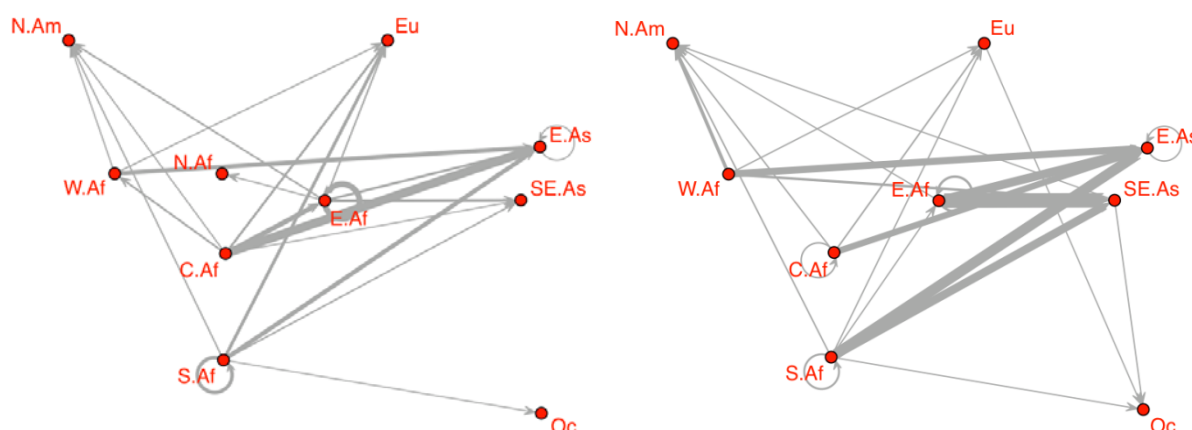 N.Am
Eu
E.As
N.Af
W.Af
SE.As
E.Af
C.Af
S.Af
Oc
N.Am
Eu
E.As
W.Af
E.Af
SE.As
C.Af
S.Af
Oc